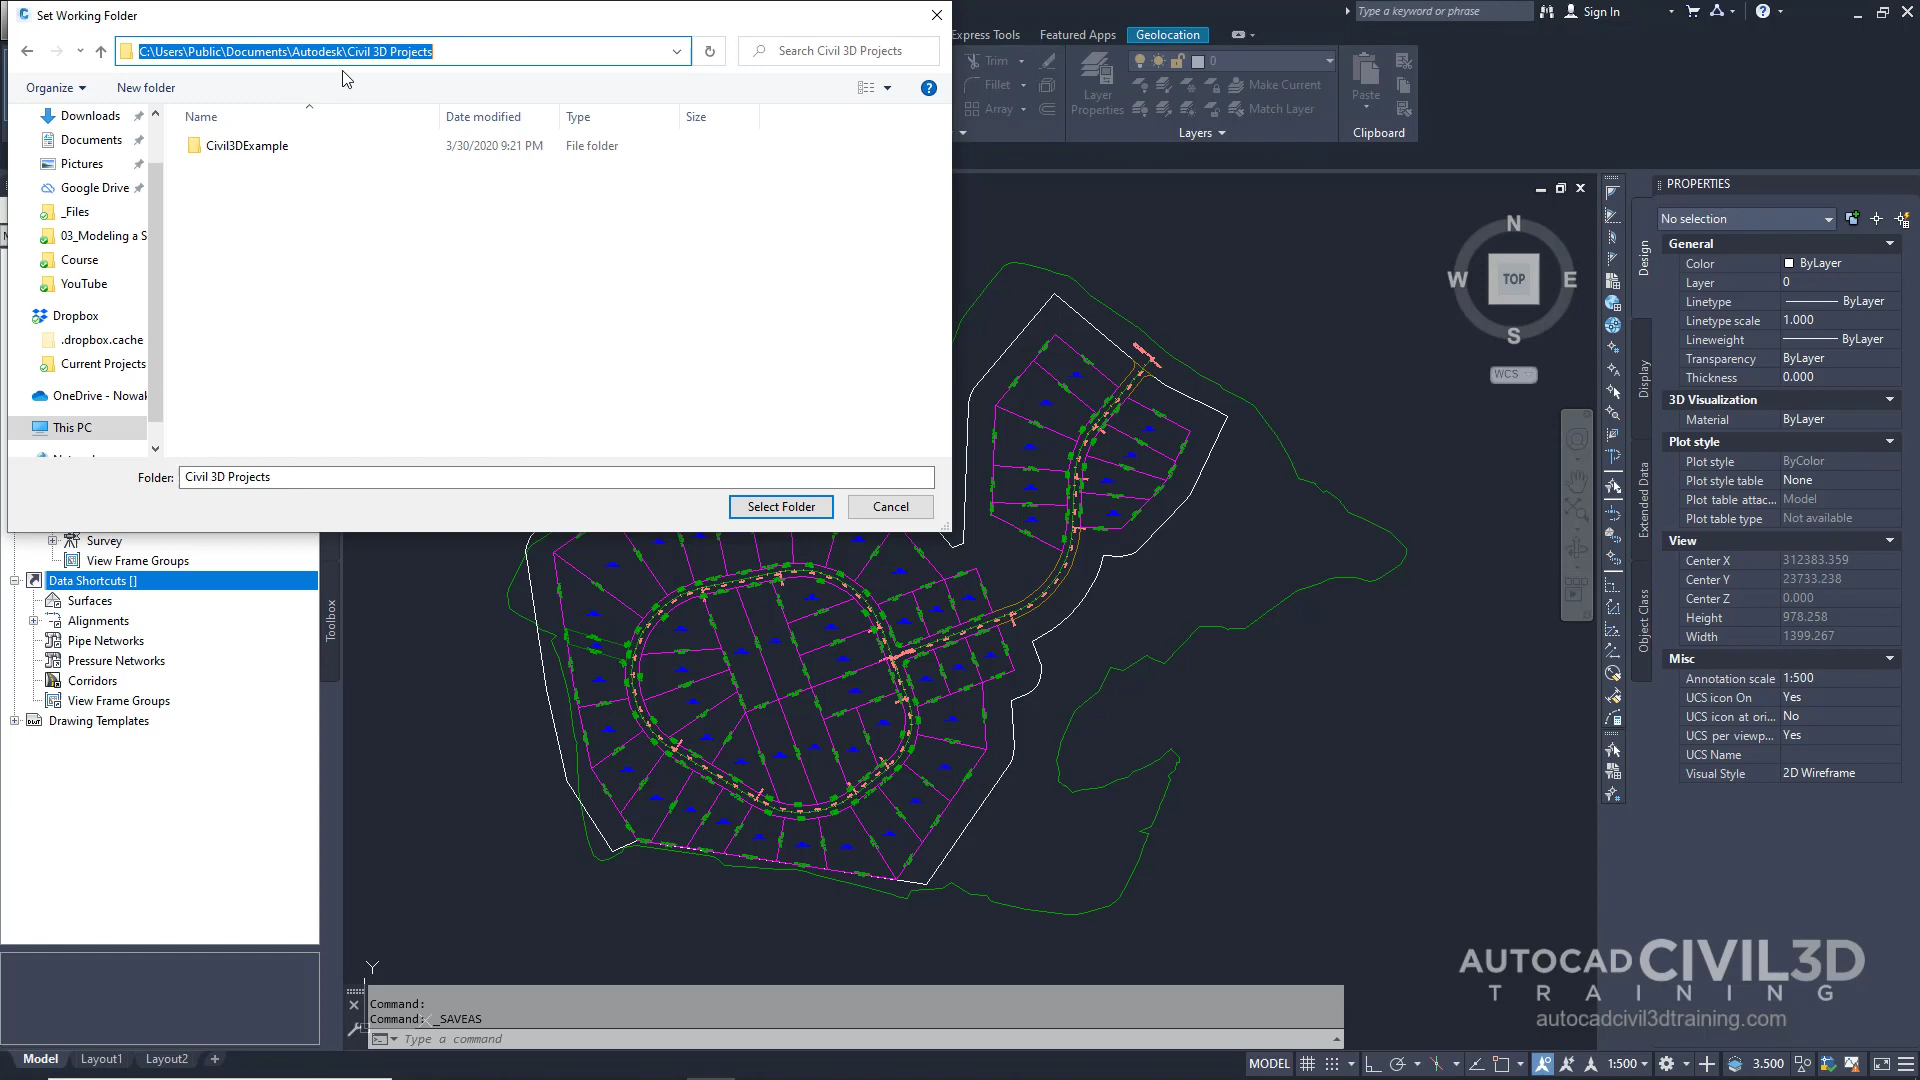 Set Working Folder
C:\Users\Public\Documents\Autodesk\Civil 3D Projects
Search Civil 3D Projects
Organize
New folder
Downloads
Documents
Pictures
Google Drive
_Files
03_Modeling a S
Course
YouTube
Dropbox
.dropbox.cache
Current Projects
OneDrive - Nowak
This PC
Name
Date modified
Type
Size
Civil3DExample
3/30/2020 9:21 PM
File folder
Folder:
Civil 3D Projects
Select Folder
Cancel
Type a keyword or phrase
Sign In
Express Tools
Featured Apps
Geolocation
Trim
Fillet
Array
Layer
Properties
0
Make Current
Match Layer
Layers
Paste
Clipboard
Survey
View Frame Groups
Data Shortcuts []
Surfaces
Alignments
Pipe Networks
Pressure Networks
Corridors
View Frame Groups
Drawing Templates
Toolbox
N
W
TOP
E
S
WCS
Y
PROPERTIES
No selection
Design
Display
Extended Data
Object Class
General
Color ByLayer
Layer 0
Linetype ByLayer
Linetype scale 1.000
Lineweight ByLayer
Transparency ByLayer
Thickness 0.000
3D Visualization
Material ByLayer
Plot style
Plot style ByColor
Plot style table None
Plot table attac... Model
Plot table type Not available
View
Center X 312383.359
Center Y 23733.238
Center Z 0.000
Height 978.258
Width 1399.267
Misc
Annotation scale 1:500
UCS icon On Yes
UCS icon at ori... No
UCS per viewp... Yes
UCS Name
Visual Style 2D Wireframe
AUTOCAD CIVIL3D
TRAINING
autocadcivil3dtraining.com
Command:
Command: _SAVEAS
Type a command
Model
Layout1
Layout2
MODEL
1:500
3.500